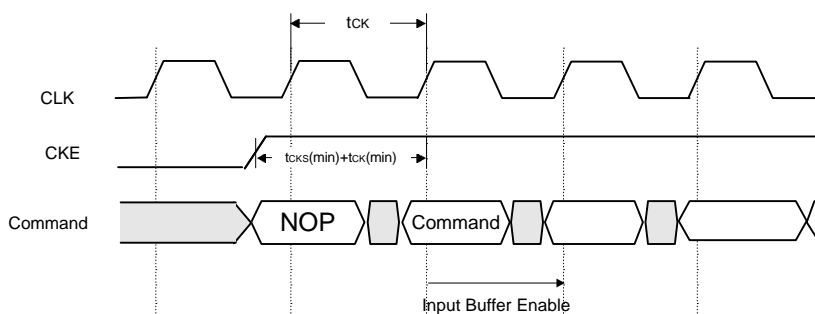 tCK
CLK
CKE
tCKS(min)+tCK(min)
Command
NOP
Command
Input Buffer Enable